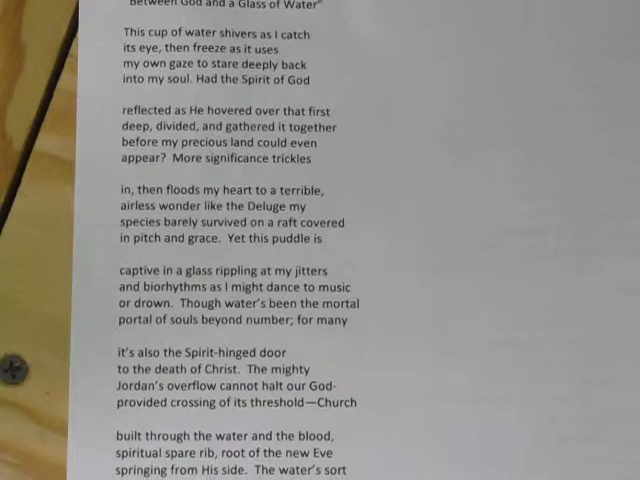 Between God and a Glass of Water"
This cup of water shivers as I catch
its eye, then freeze as it uses
my own gaze to stare deeply back
into my soul. Had the Spirit of God
reflected as He hovered over that first
deep, divided, and gathered it together
before my precious land could even
appear? More significance trickles
in, then floods my heart to a terrible,
airless wonder like the Deluge my
species barely survived on a raft covered
in pitch and grace. Yet this puddle is
captive in a glass rippling at my jitters
and biorhythms as I might dance to music
or drown. Though water's been the mortal
portal of souls beyond number; for many
it's also the Spirit-hinged door
to the death of Christ. The mighty
Jordan's overflow cannot halt our God-
provided crossing of its threshold—Church
built through the water and the blood,
spiritual spare rib, root of the new Eve
springing from His side. The water's sort